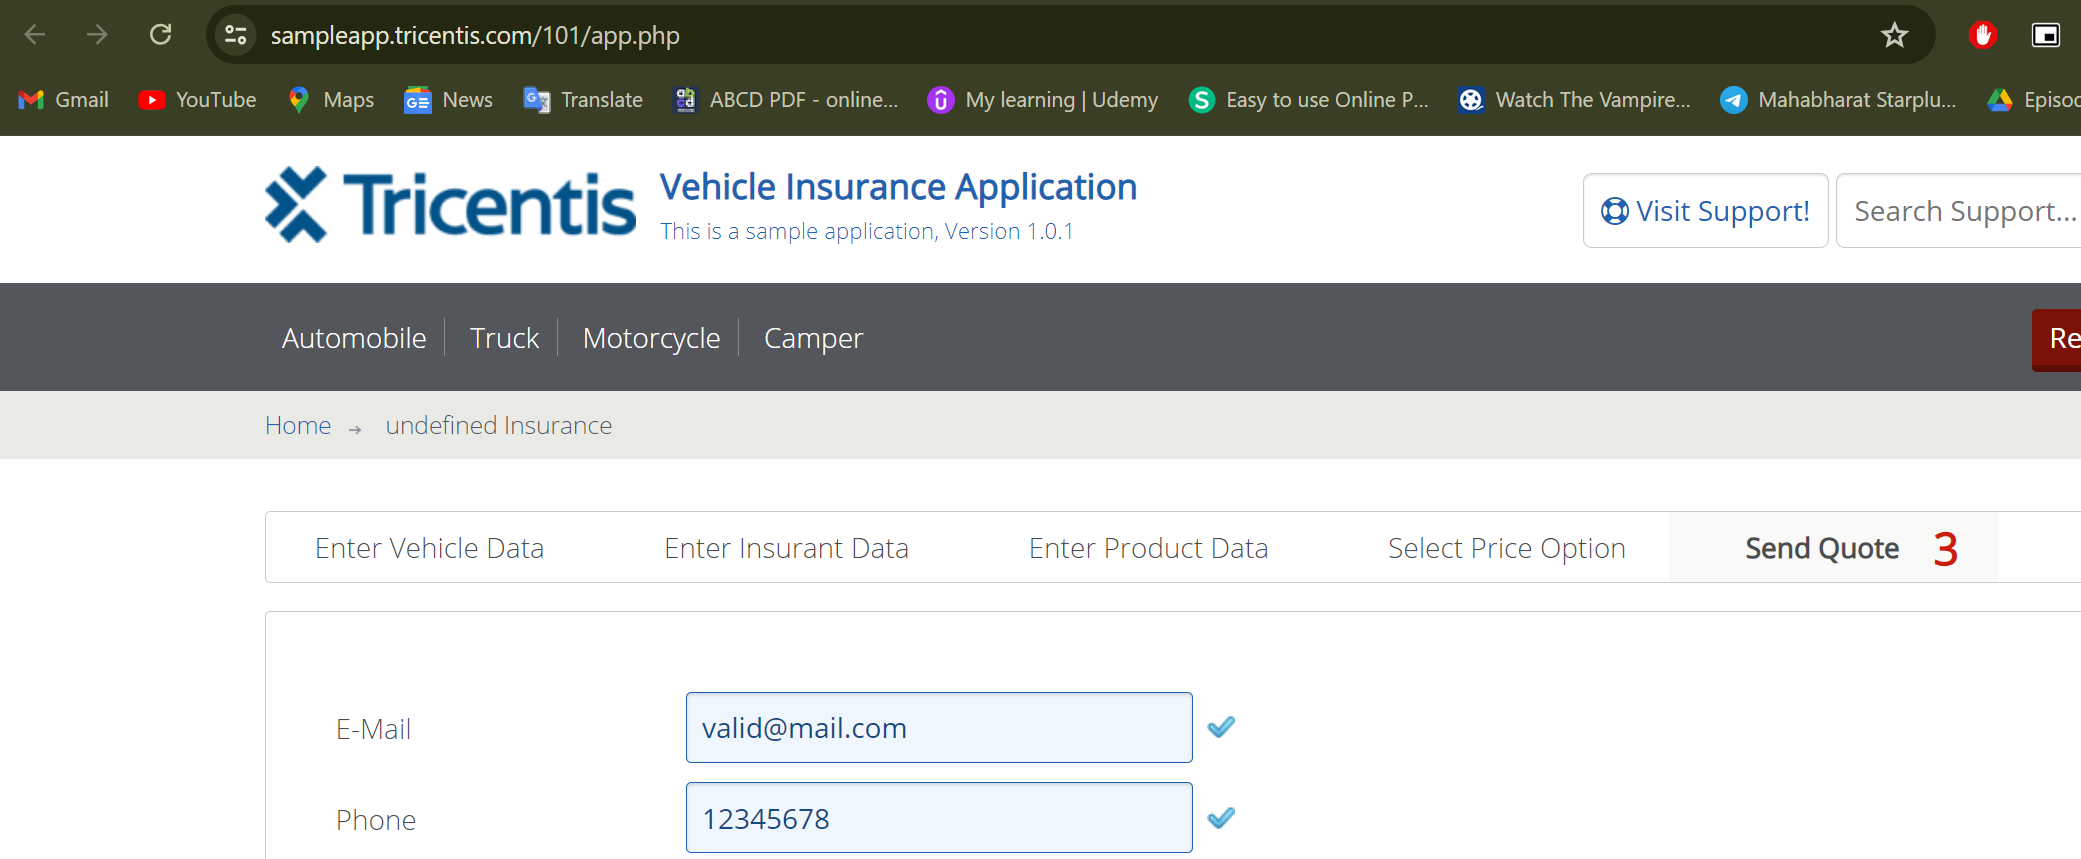 sampleapp.tricentis.com/101/app.php
Gmail YouTube Maps News Translate ABCD PDF - online... My learning | Udemy Easy to use Online P... Watch The Vampire... Mahabharat Starplu... Episo
Tricentis Vehicle Insurance Application
This is a sample application, Version 1.0.1
Visit Support! Search Support...
Automobile Truck Motorcycle Camper Re
Home → undefined Insurance
Enter Vehicle Data Enter Insurant Data Enter Product Data Select Price Option Send Quote 3
E-Mail valid@mail.com
Phone 12345678